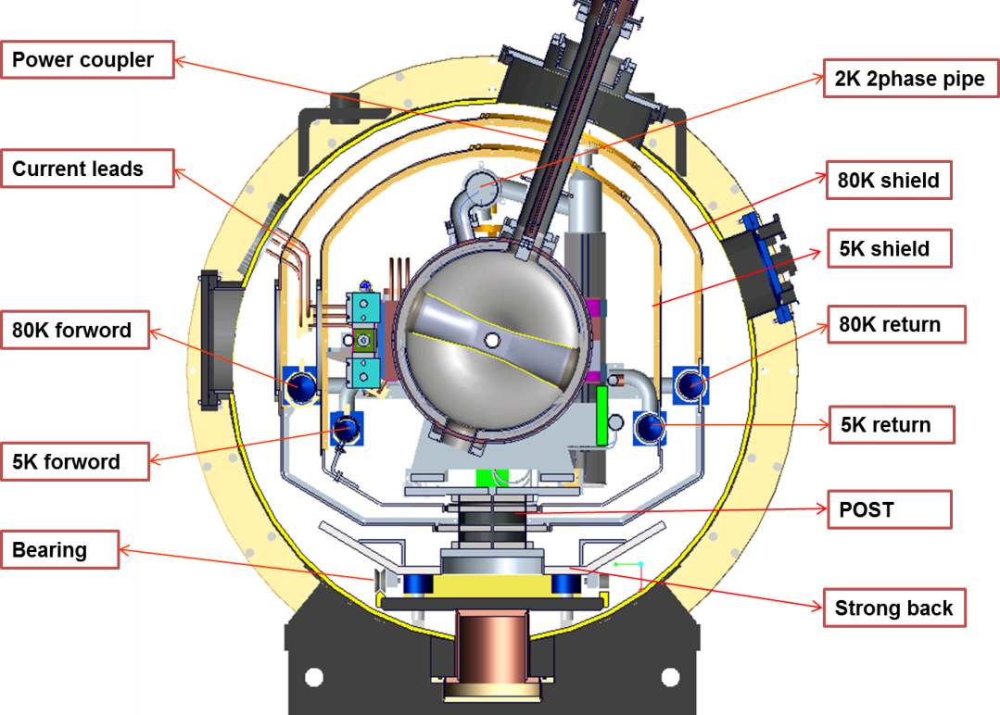 Power coupler
2K 2phase pipe
Current leads
80K shield
5K shield
80K forword
80K return
5K return
5K forword
POST
Bearing
Strong back